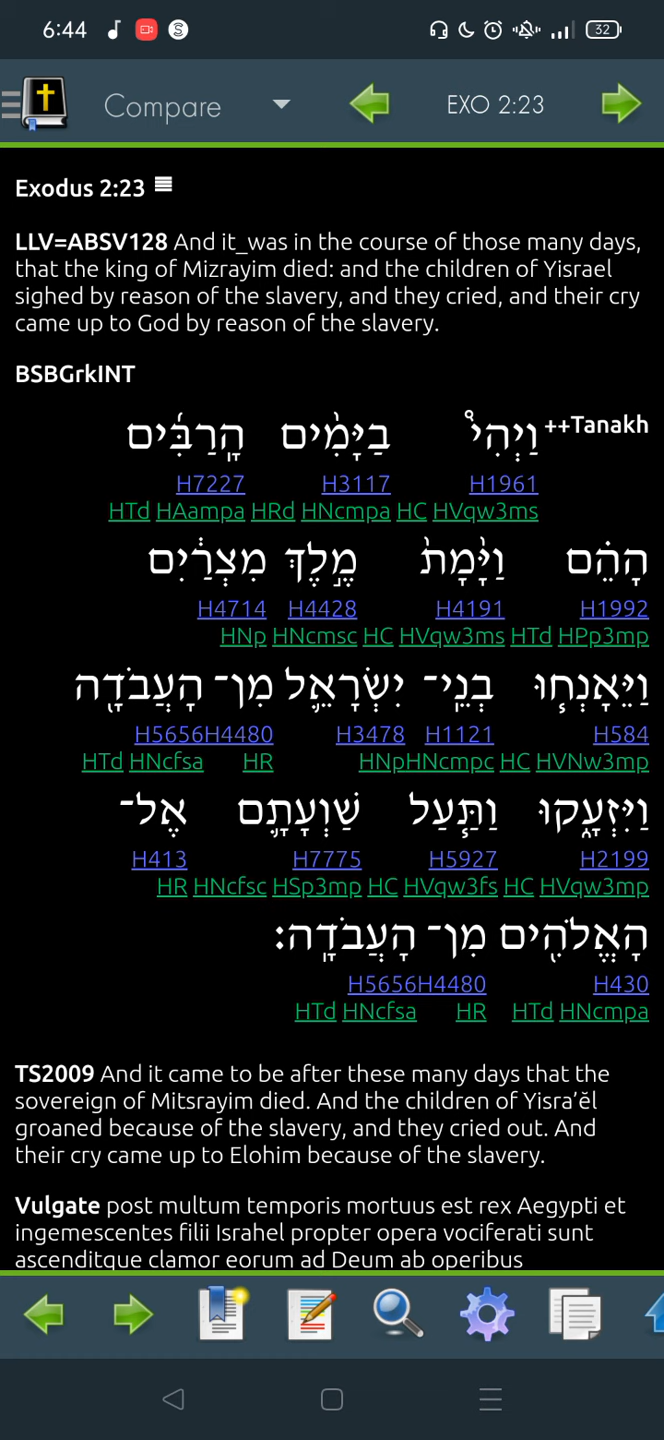 6:44
32
Compare
EXO 2:23
Exodus 2:23
LLV=ABSV128 And it_was in the course of those many days,
that the king of Mizrayim died: and the children of Yisrael
sighed by reason of the slavery, and they cried, and their cry
came up to God by reason of the slavery.
BSBGrkINT
++Tanakh וַיְהִי֩ בַיָּמִ֨ים הָֽרַבִּ֜ים
H7227 H3117 H1961
HTd HAampa HRd HNcmpa HC HVqw3ms
הָהֵ֗ם וַיָּ֙מָת֙ מֶ֣לֶךְ מִצְרַ֔יִם
H4714 H4428 H4191 H1992
HNp HNcmsc HC HVqw3ms HTd HPp3mp
וַיֵּאָנְח֧וּ בְנֵֽי־ יִשְׂרָאֵ֛ל מִן־ הָעֲבֹדָ֖ה
H5656H4480 H3478 H1121 H584
HTd HNcfsa HR HNpHNcmpc HC HVNw3mp
וַיִּזְעָ֑קוּ וַתַּ֧עַל שַׁוְעָתָ֛ם אֶל־
H413 H7775 H5927 H2199
HR HNcfsc HSp3mp HC HVqw3fs HC HVqw3mp
הָאֱלֹהִ֖ים מִן־ הָעֲבֹדָֽה׃
H5656H4480 H430
HTd HNcfsa HR HTd HNcmpa
TS2009 And it came to be after these many days that the
sovereign of Mitsrayim died. And the children of Yisra’ĕl
groaned because of the slavery, and they cried out. And
their cry came up to Elohim because of the slavery.
Vulgate post multum temporis mortuus est rex Aegypti et
ingemescentes filii Israhel propter opera vociferati sunt
ascenditque clamor eorum ad Deum ab operibus